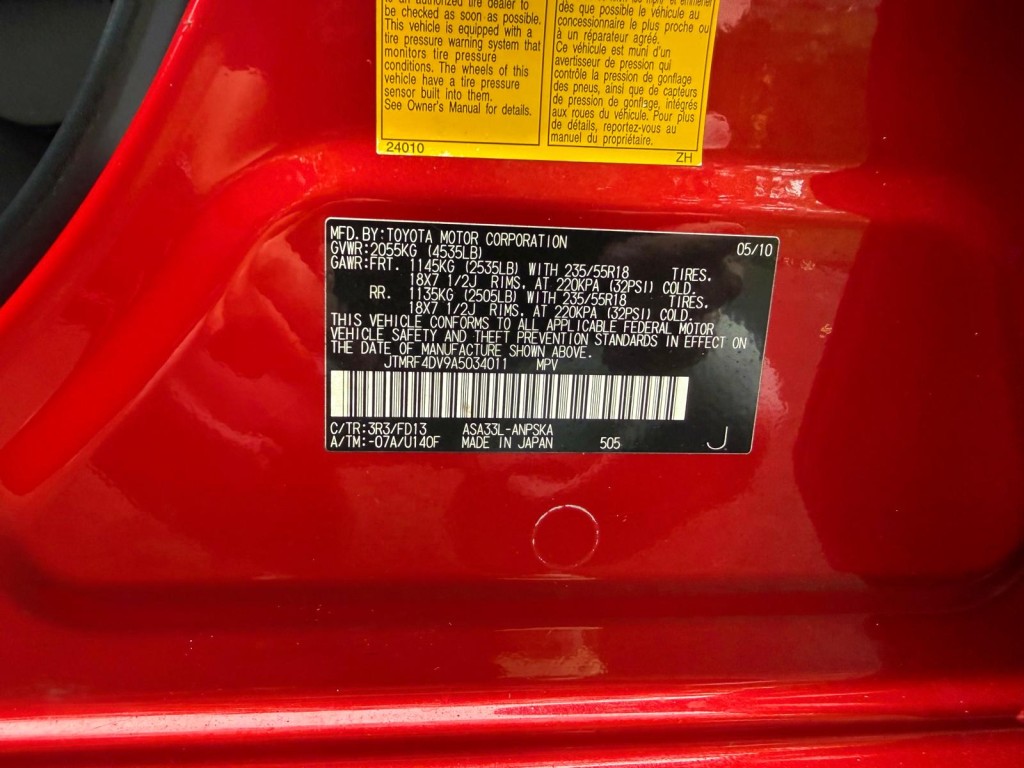 is an authorized tire dealer to
be checked as soon as possible.
This vehicle is equipped with a
tire pressure warning system that
monitors tire pressure
conditions. The wheels of this
vehicle have a tire pressure
sensor built into them.
See Owner's Manual for details.
24010
dès que possible le véhicule au
concessionnaire le plus proche ou
à un réparateur agréé.
Ce véhicule est muni d'un
avertisseur de pression qui
contrôle la pression de gonflage
des pneus, ainsi que de capteurs
de pression de gonflage, intégrés
aux roues du véhicule. Pour plus
de détails, reportez-vous au
manuel du propriétaire.
ZH
MFD. BY: TOYOTA MOTOR CORPORATION 05/10
GVWR: 2055KG (4535LB)
GAWR: FRT. 1145KG (2535LB) WITH 235/55R18 TIRES.
18X7 1/2J RIMS, AT 220KPA (32PSI) COLD.
RR. 1135KG (2505LB) WITH 235/55R18 TIRES.
18X7 1/2J RIMS, AT 220KPA (32PSI) COLD.
THIS VEHICLE CONFORMS TO ALL APPLICABLE FEDERAL MOTOR
VEHICLE SAFETY AND THEFT PREVENTION STANDARDS IN EFFECT ON
THE DATE OF MANUFACTURE SHOWN ABOVE.
JTMRF4DV9A5034011 MPV
C/TR: 3R3/FD13 ASA33L-ANPSKA
A/TM: -07A/U140F MADE IN JAPAN 505 J